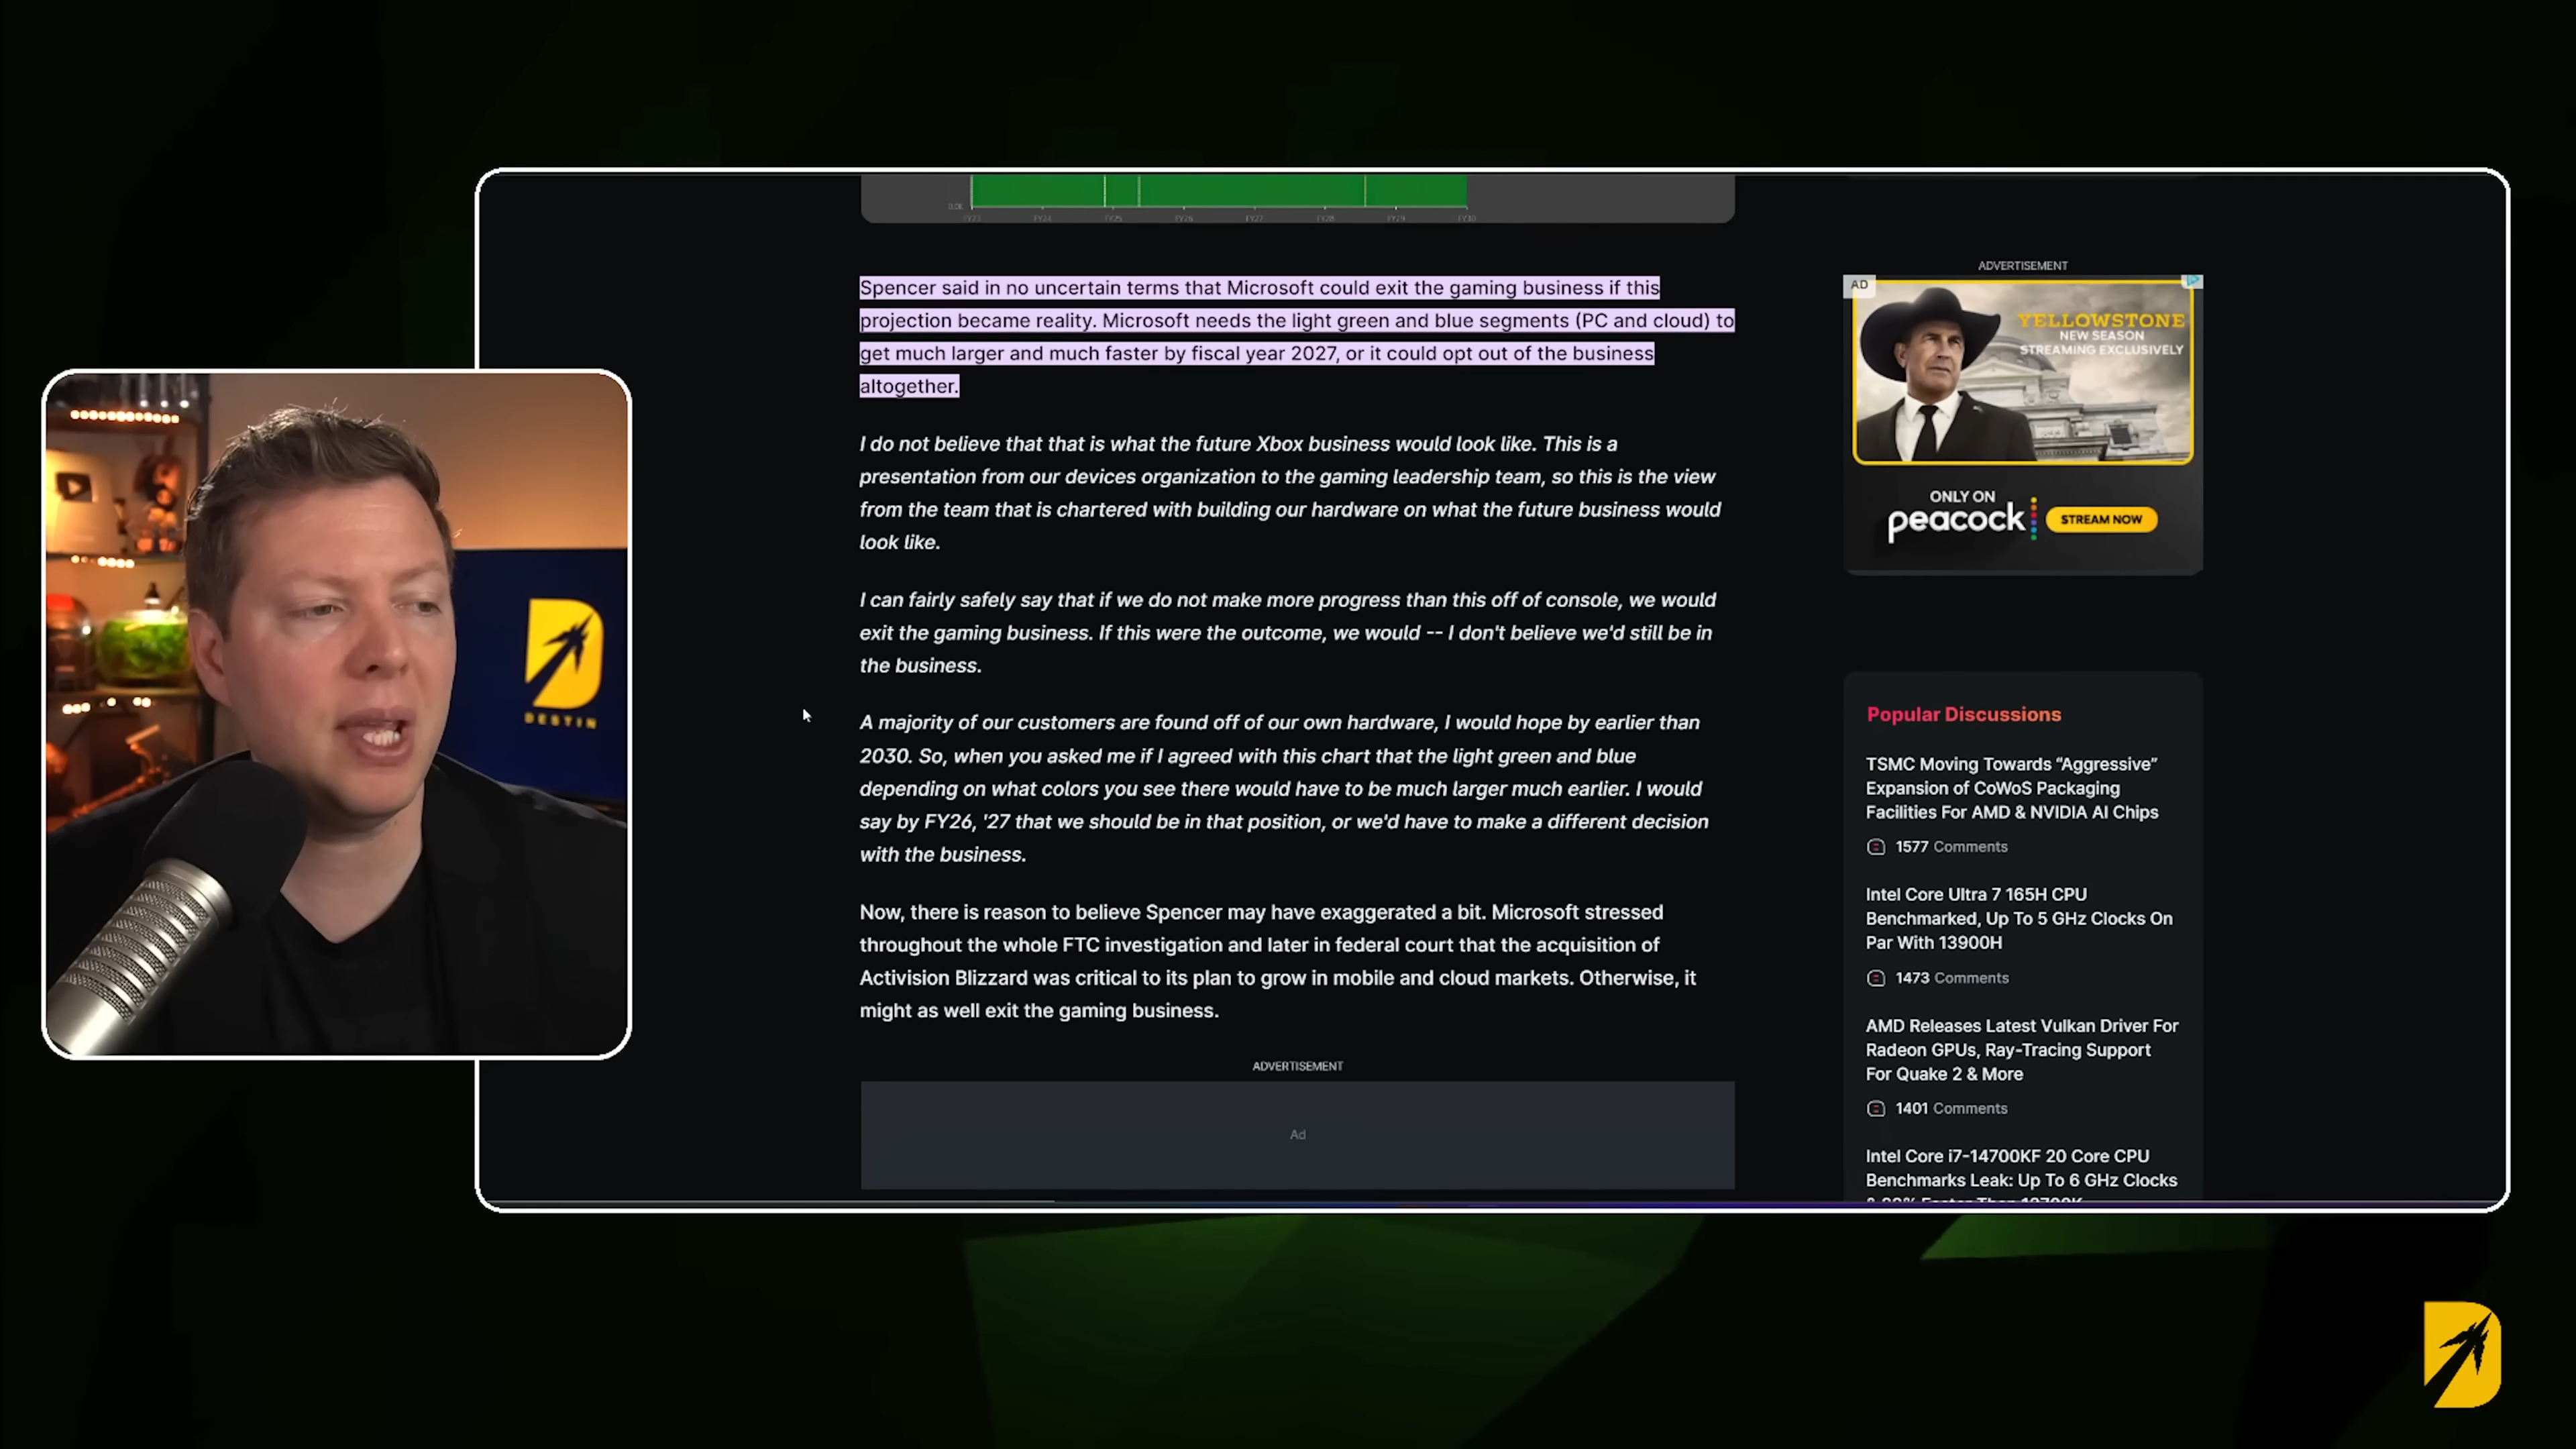 0.0K
FY23 FY24 FY25 FY26 FY27 FY28 FY29 FY30
Spencer said in no uncertain terms that Microsoft could exit the gaming business if this
projection became reality. Microsoft needs the light green and blue segments (PC and cloud) to
get much larger and much faster by fiscal year 2027, or it could opt out of the business
altogether.
I do not believe that that is what the future Xbox business would look like. This is a
presentation from our devices organization to the gaming leadership team, so this is the view
from the team that is chartered with building our hardware on what the future business would
look like.
I can fairly safely say that if we do not make more progress than this off of console, we would
exit the gaming business. If this were the outcome, we would -- I don't believe we'd still be in
the business.
A majority of our customers are found off of our own hardware, I would hope by earlier than
2030. So, when you asked me if I agreed with this chart that the light green and blue
depending on what colors you see there would have to be much larger much earlier. I would
say by FY26, '27 that we should be in that position, or we'd have to make a different decision
with the business.
Now, there is reason to believe Spencer may have exaggerated a bit. Microsoft stressed
throughout the whole FTC investigation and later in federal court that the acquisition of
Activision Blizzard was critical to its plan to grow in mobile and cloud markets. Otherwise, it
might as well exit the gaming business.
ADVERTISEMENT
Ad
ADVERTISEMENT
AD
YELLOWSTONE
NEW SEASON
STREAMING EXCLUSIVELY
ONLY ON
peacock
STREAM NOW
Popular Discussions
TSMC Moving Towards “Aggressive”
Expansion of CoWoS Packaging
Facilities For AMD & NVIDIA AI Chips
1577 Comments
Intel Core Ultra 7 165H CPU
Benchmarked, Up To 5 GHz Clocks On
Par With 13900H
1473 Comments
AMD Releases Latest Vulkan Driver For
Radeon GPUs, Ray-Tracing Support
For Quake 2 & More
1401 Comments
Intel Core i7-14700KF 20 Core CPU
Benchmarks Leak: Up To 6 GHz Clocks
DESTIN